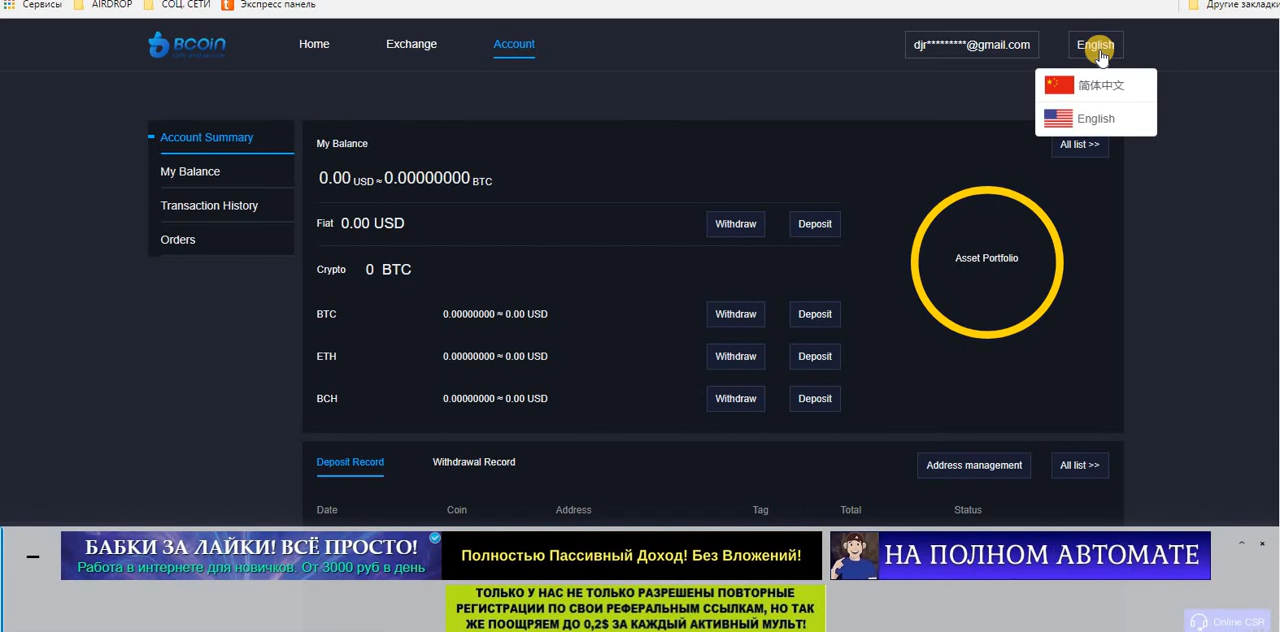 Сервисы AIRDROP СОЦ. СЕТИ Экспресс панель Другие закладки
BCOIN Home Exchange Account djr*********@gmail.com English
简体中文
English
Account Summary
My Balance
Transaction History
Orders
My Balance All list >>
0.00 USD ≈ 0.00000000 BTC
Fiat 0.00 USD Withdraw Deposit
Asset Portfolio
Crypto 0 BTC
BTC 0.00000000 ≈ 0.00 USD Withdraw Deposit
ETH 0.00000000 ≈ 0.00 USD Withdraw Deposit
BCH 0.00000000 ≈ 0.00 USD Withdraw Deposit
Deposit Record Withdrawal Record Address management All list >>
Date Coin Address Tag Total Status
БАБКИ ЗА ЛАЙКИ! ВСЁ ПРОСТО!
Работа в интернете для новичков. От 3000 руб в день
Полностью Пассивный Доход! Без Вложений!
НА ПОЛНОМ АВТОМАТЕ
ТОЛЬКО У НАС НЕ ТОЛЬКО РАЗРЕШЕНЫ ПОВТОРНЫЕ
РЕГИСТРАЦИИ ПО СВОИ РЕФЕРАЛЬНЫМ ССЫЛКАМ, НО ТАК
ЖЕ ПООЩРЯЕМ ДО 0,2$ ЗА КАЖДЫЙ АКТИВНЫЙ МУЛЬТ!
Online CSR